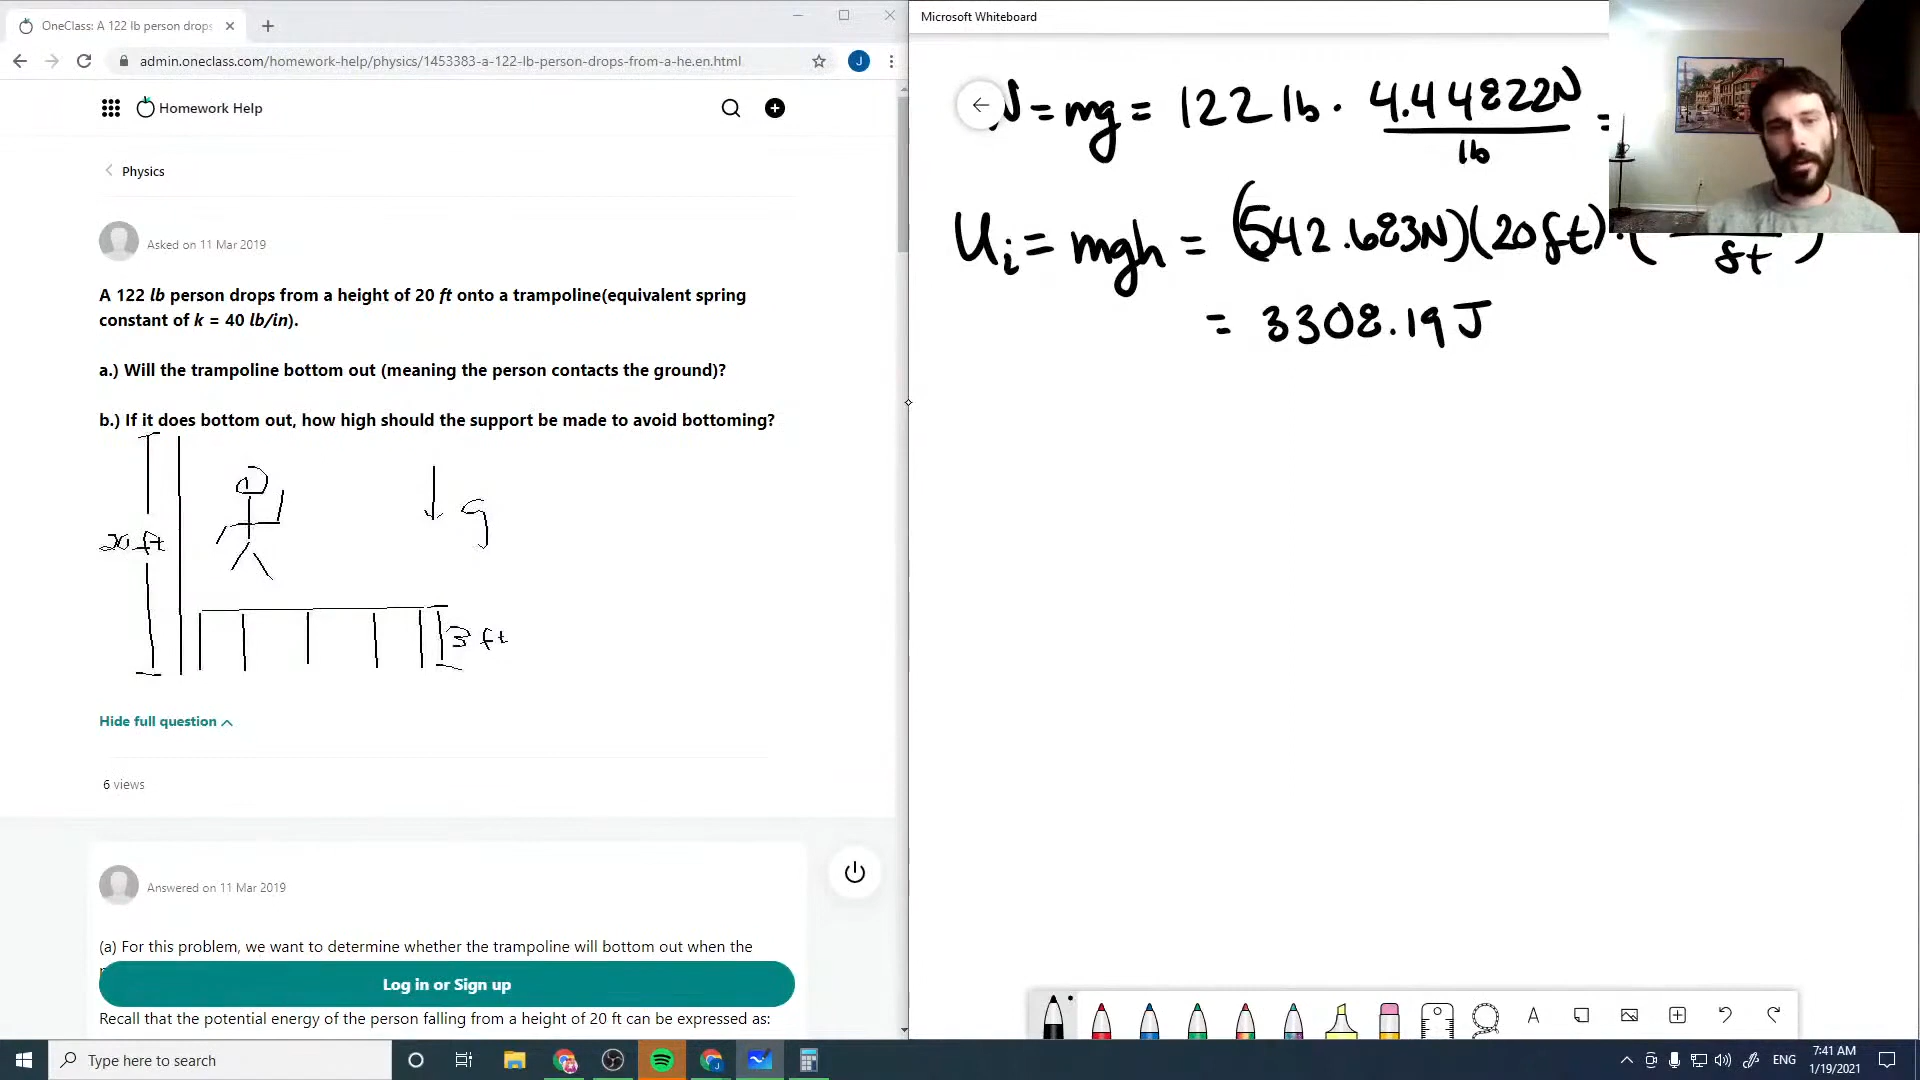 OneClass: A 122 lb person drops
admin.oneclass.com/homework-help/physics/1453383-a-122-lb-person-drops-from-a-he.en.html
J
Homework Help
Physics
Asked on 11 Mar 2019
A 122 lb person drops from a height of 20 ft onto a trampoline(equivalent spring
constant of k = 40 lb/in).
a.) Will the trampoline bottom out (meaning the person contacts the ground)?
b.) If it does bottom out, how high should the support be made to avoid bottoming?
20 ft
g
3 ft
Hide full question
6 views
Answered on 11 Mar 2019
(a) For this problem, we want to determine whether the trampoline will bottom out when the
Log in or Sign up
Recall that the potential energy of the person falling from a height of 20 ft can be expressed as:
Microsoft Whiteboard
= mg = 122 lb · 4.44822N
lb
=
Ui = mgh = (542.683N)(20ft)·( ft )
= 3308.19 J
A
Type here to search
ENG
7:41 AM
1/19/2021